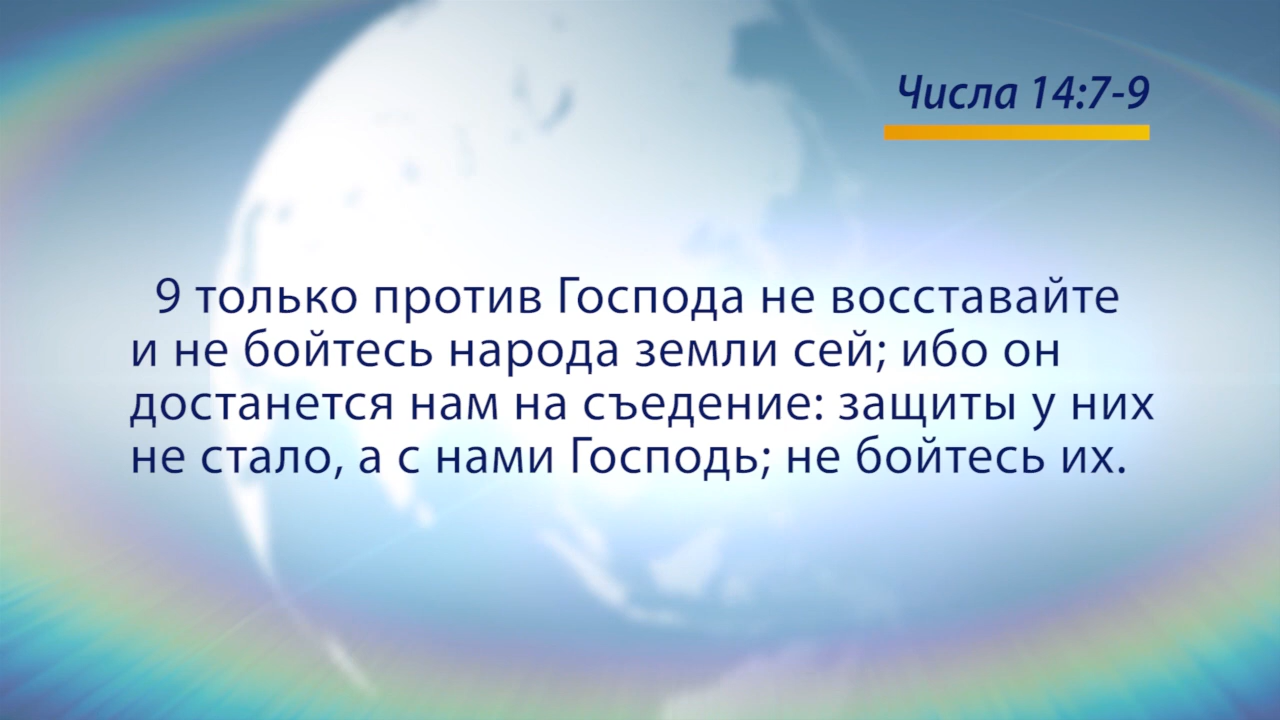 Числа 14:7-9
9 только против Господа не восставайте
и не бойтесь народа земли сей; ибо он
достанется нам на съедение: защиты у них
не стало, а с нами Господь; не бойтесь их.